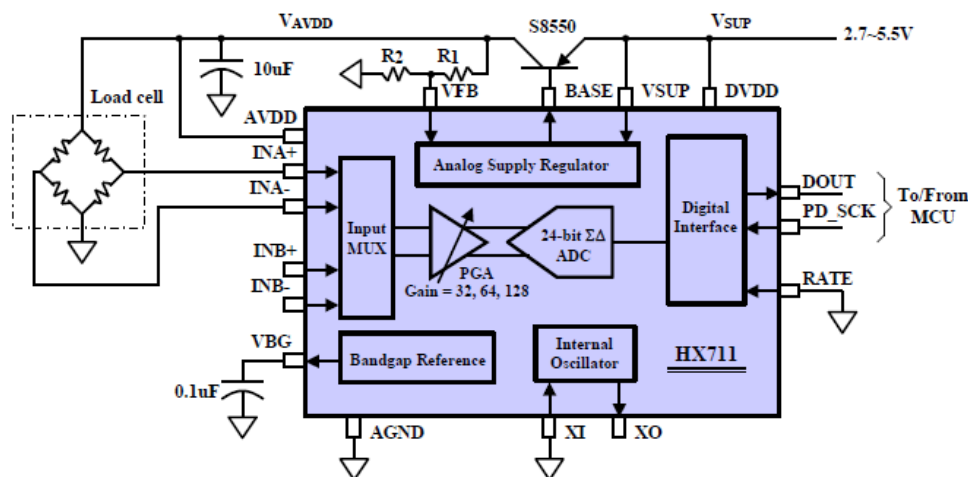 V_AVDD
S8550
V_SUP
2.7~5.5V
R2
R1
10uF
VFB
BASE
VSUP
DVDD
Load cell
AVDD
INA+
INA-
INB+
INB-
Analog Supply Regulator
Input
MUX
PGA
Gain = 32, 64, 128
24-bit ΣΔ
ADC
Digital
Interface
DOUT
PD_SCK
To/From
MCU
RATE
VBG
0.1uF
Bandgap Reference
Internal
Oscillator
HX711
AGND
XI
XO